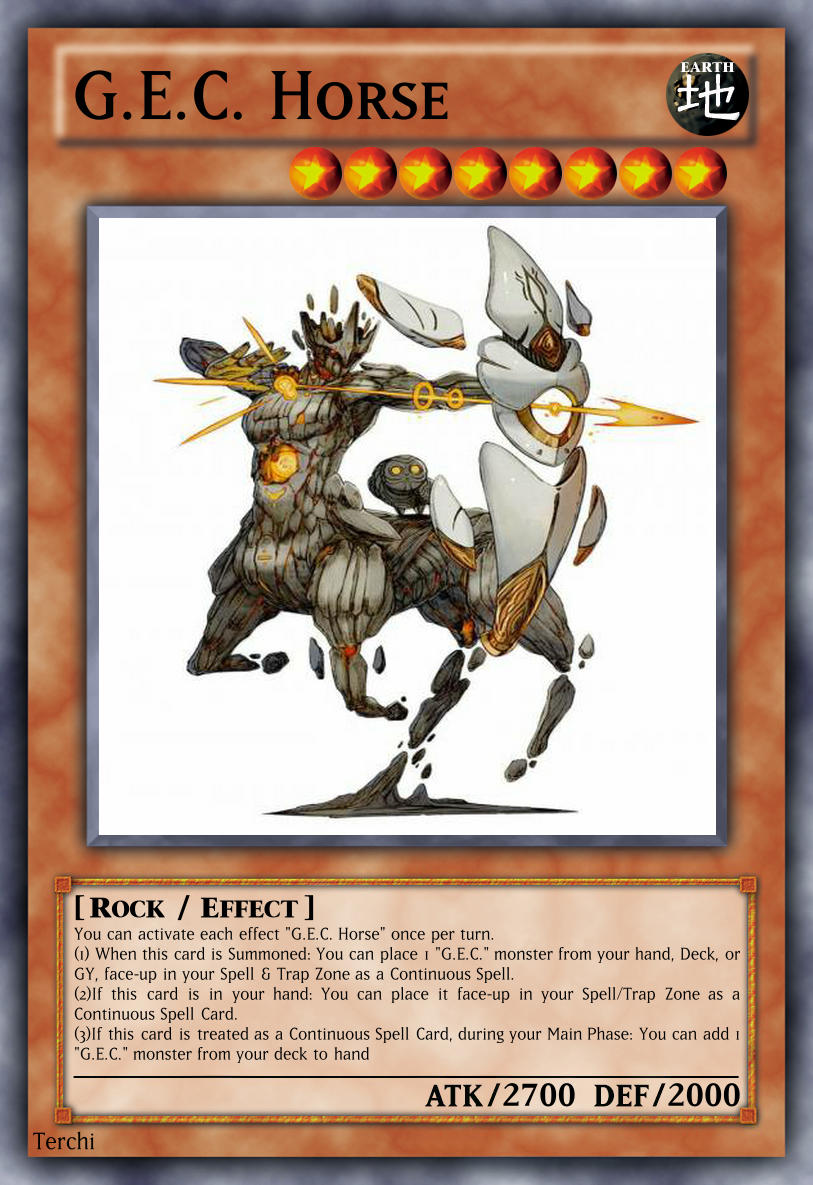 G.E.C. Horse
EARTH
地
[ Rock / Effect ]
You can activate each effect "G.E.C. Horse" once per turn.
(1) When this card is Summoned: You can place 1 "G.E.C." monster from your hand, Deck, or
GY, face-up in your Spell & Trap Zone as a Continuous Spell.
(2)If this card is in your hand: You can place it face-up in your Spell/Trap Zone as a
Continuous Spell Card.
(3)If this card is treated as a Continuous Spell Card, during your Main Phase: You can add 1
"G.E.C." monster from your deck to hand
ATK/2700 DEF/2000
Terchi